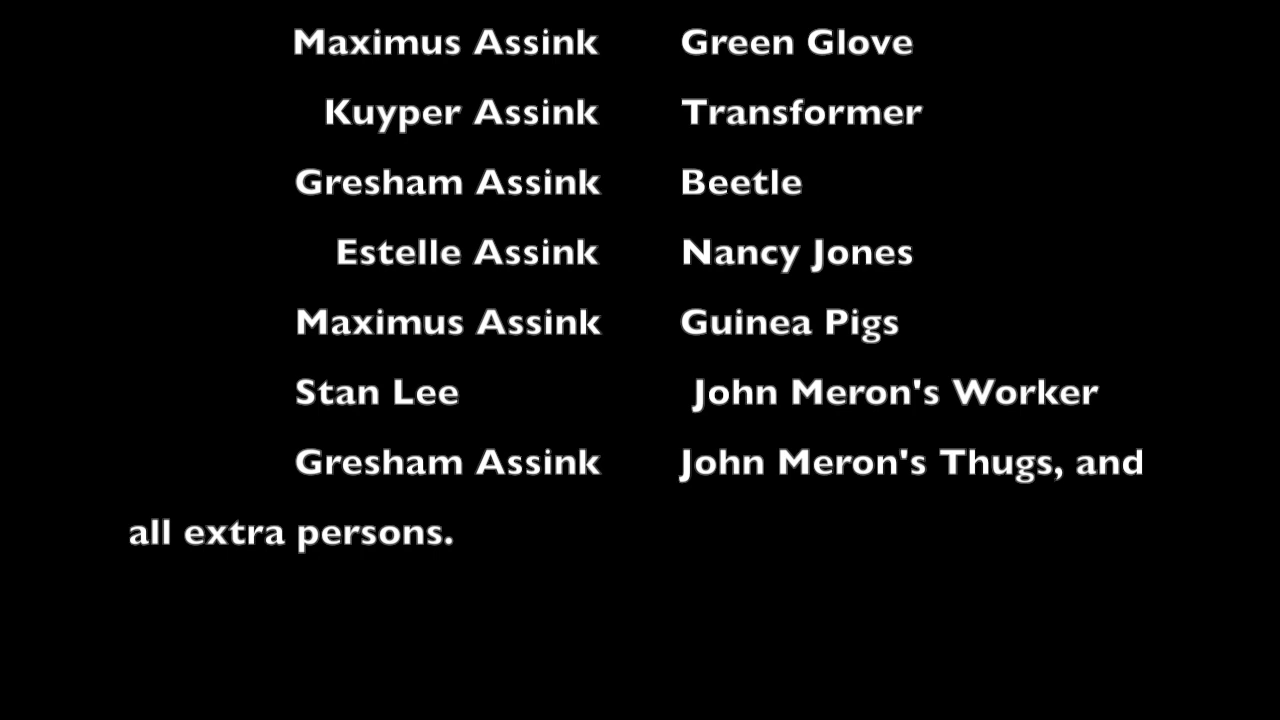 Maximus Assink Green Glove
Kuyper Assink Transformer
Gresham Assink Beetle
Estelle Assink Nancy Jones
Maximus Assink Guinea Pigs
Stan Lee John Meron's Worker
Gresham Assink John Meron's Thugs, and
all extra persons.